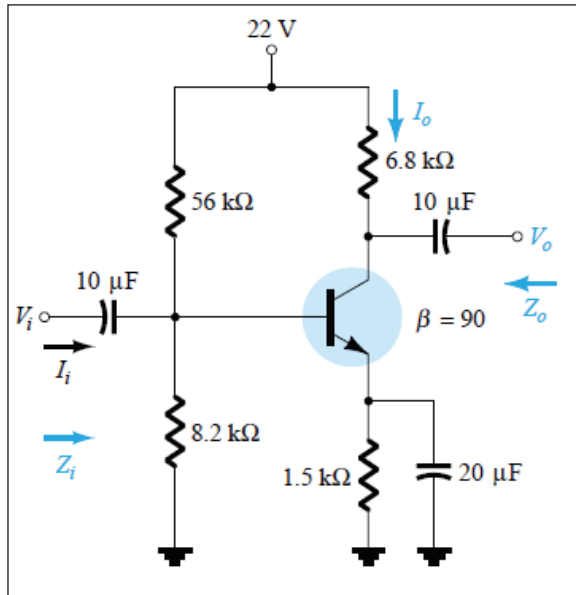 22 V
I_o
6.8 kΩ
56 kΩ
10 µF
V_o
10 µF
V_i
β = 90
Z_o
I_i
8.2 kΩ
Z_i
1.5 kΩ
20 µF